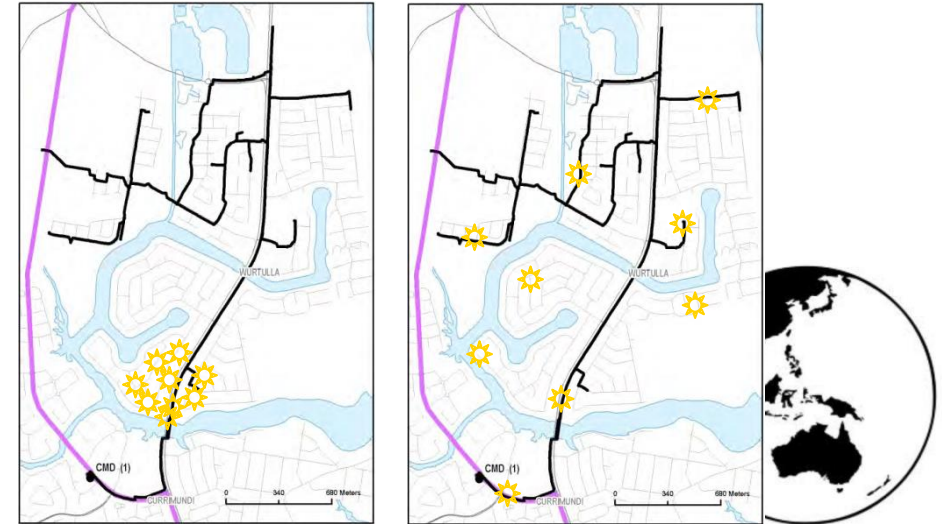 WURTULLA
CMD (1)
CURRIMUNDI
0 340 680 Meters
WURTULLA
CMD (1)
CURRIMUNDI
0 340 680 Meters